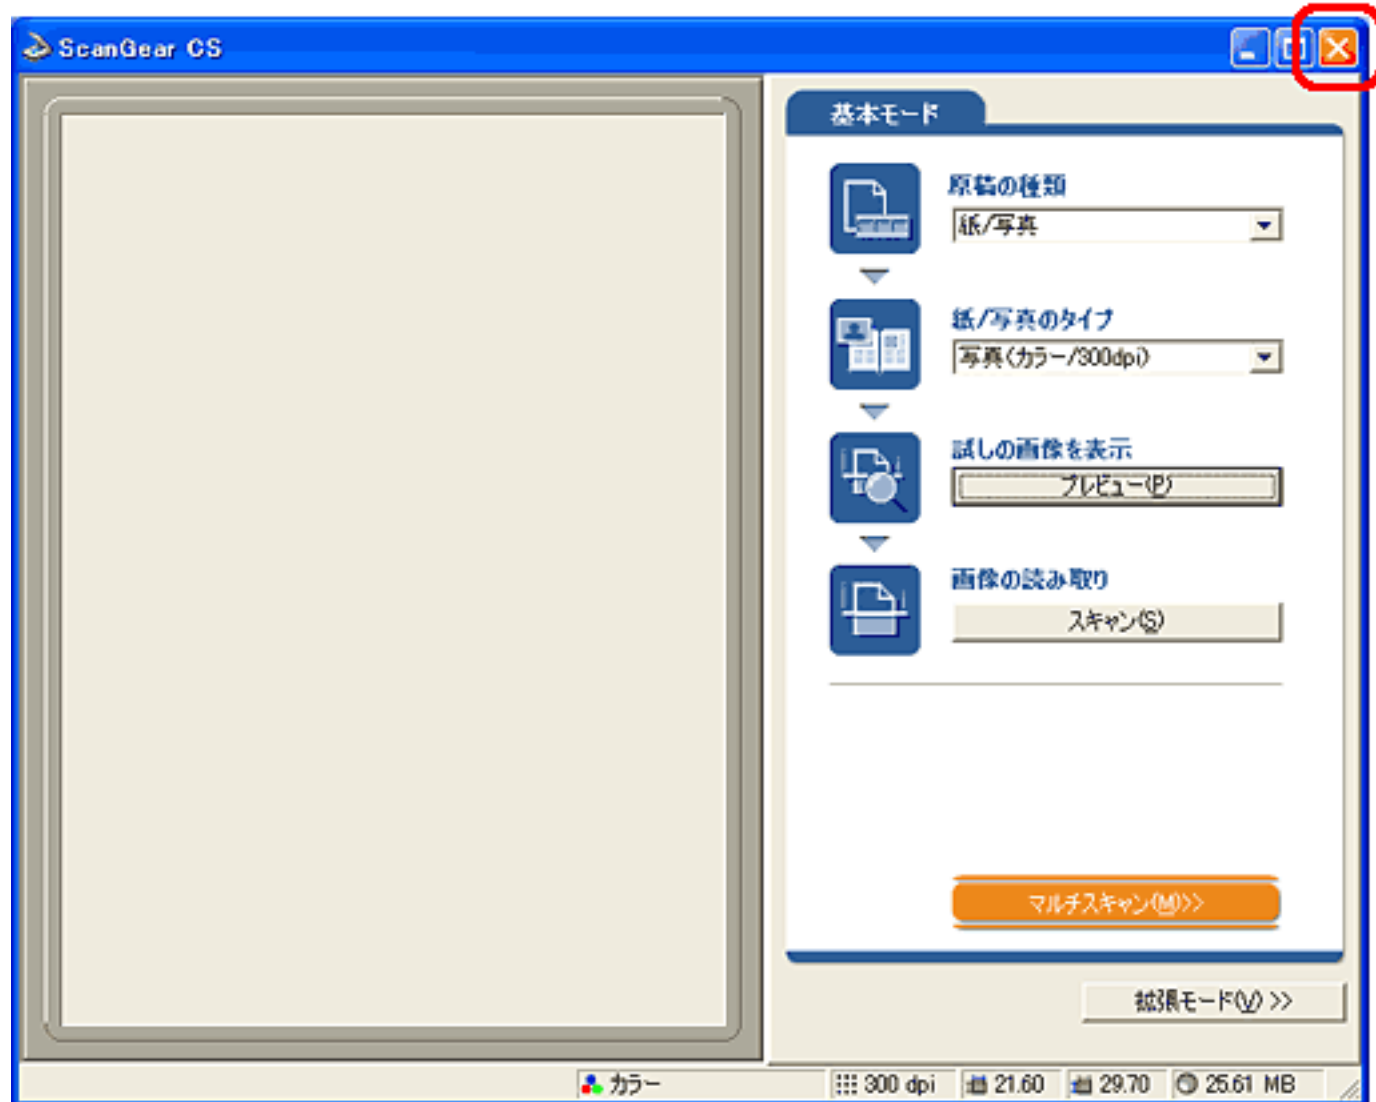 ScanGear CS
基本モード
原稿の種類
紙/写真
紙/写真のタイプ
写真(カラー/300dpi)
試しの画像を表示
プレビュー(P)
画像の読み取り
スキャン(S)
マルチスキャン(M)>>
拡張モード(V) >>
カラー
300 dpi
21.60
29.70
25.61 MB